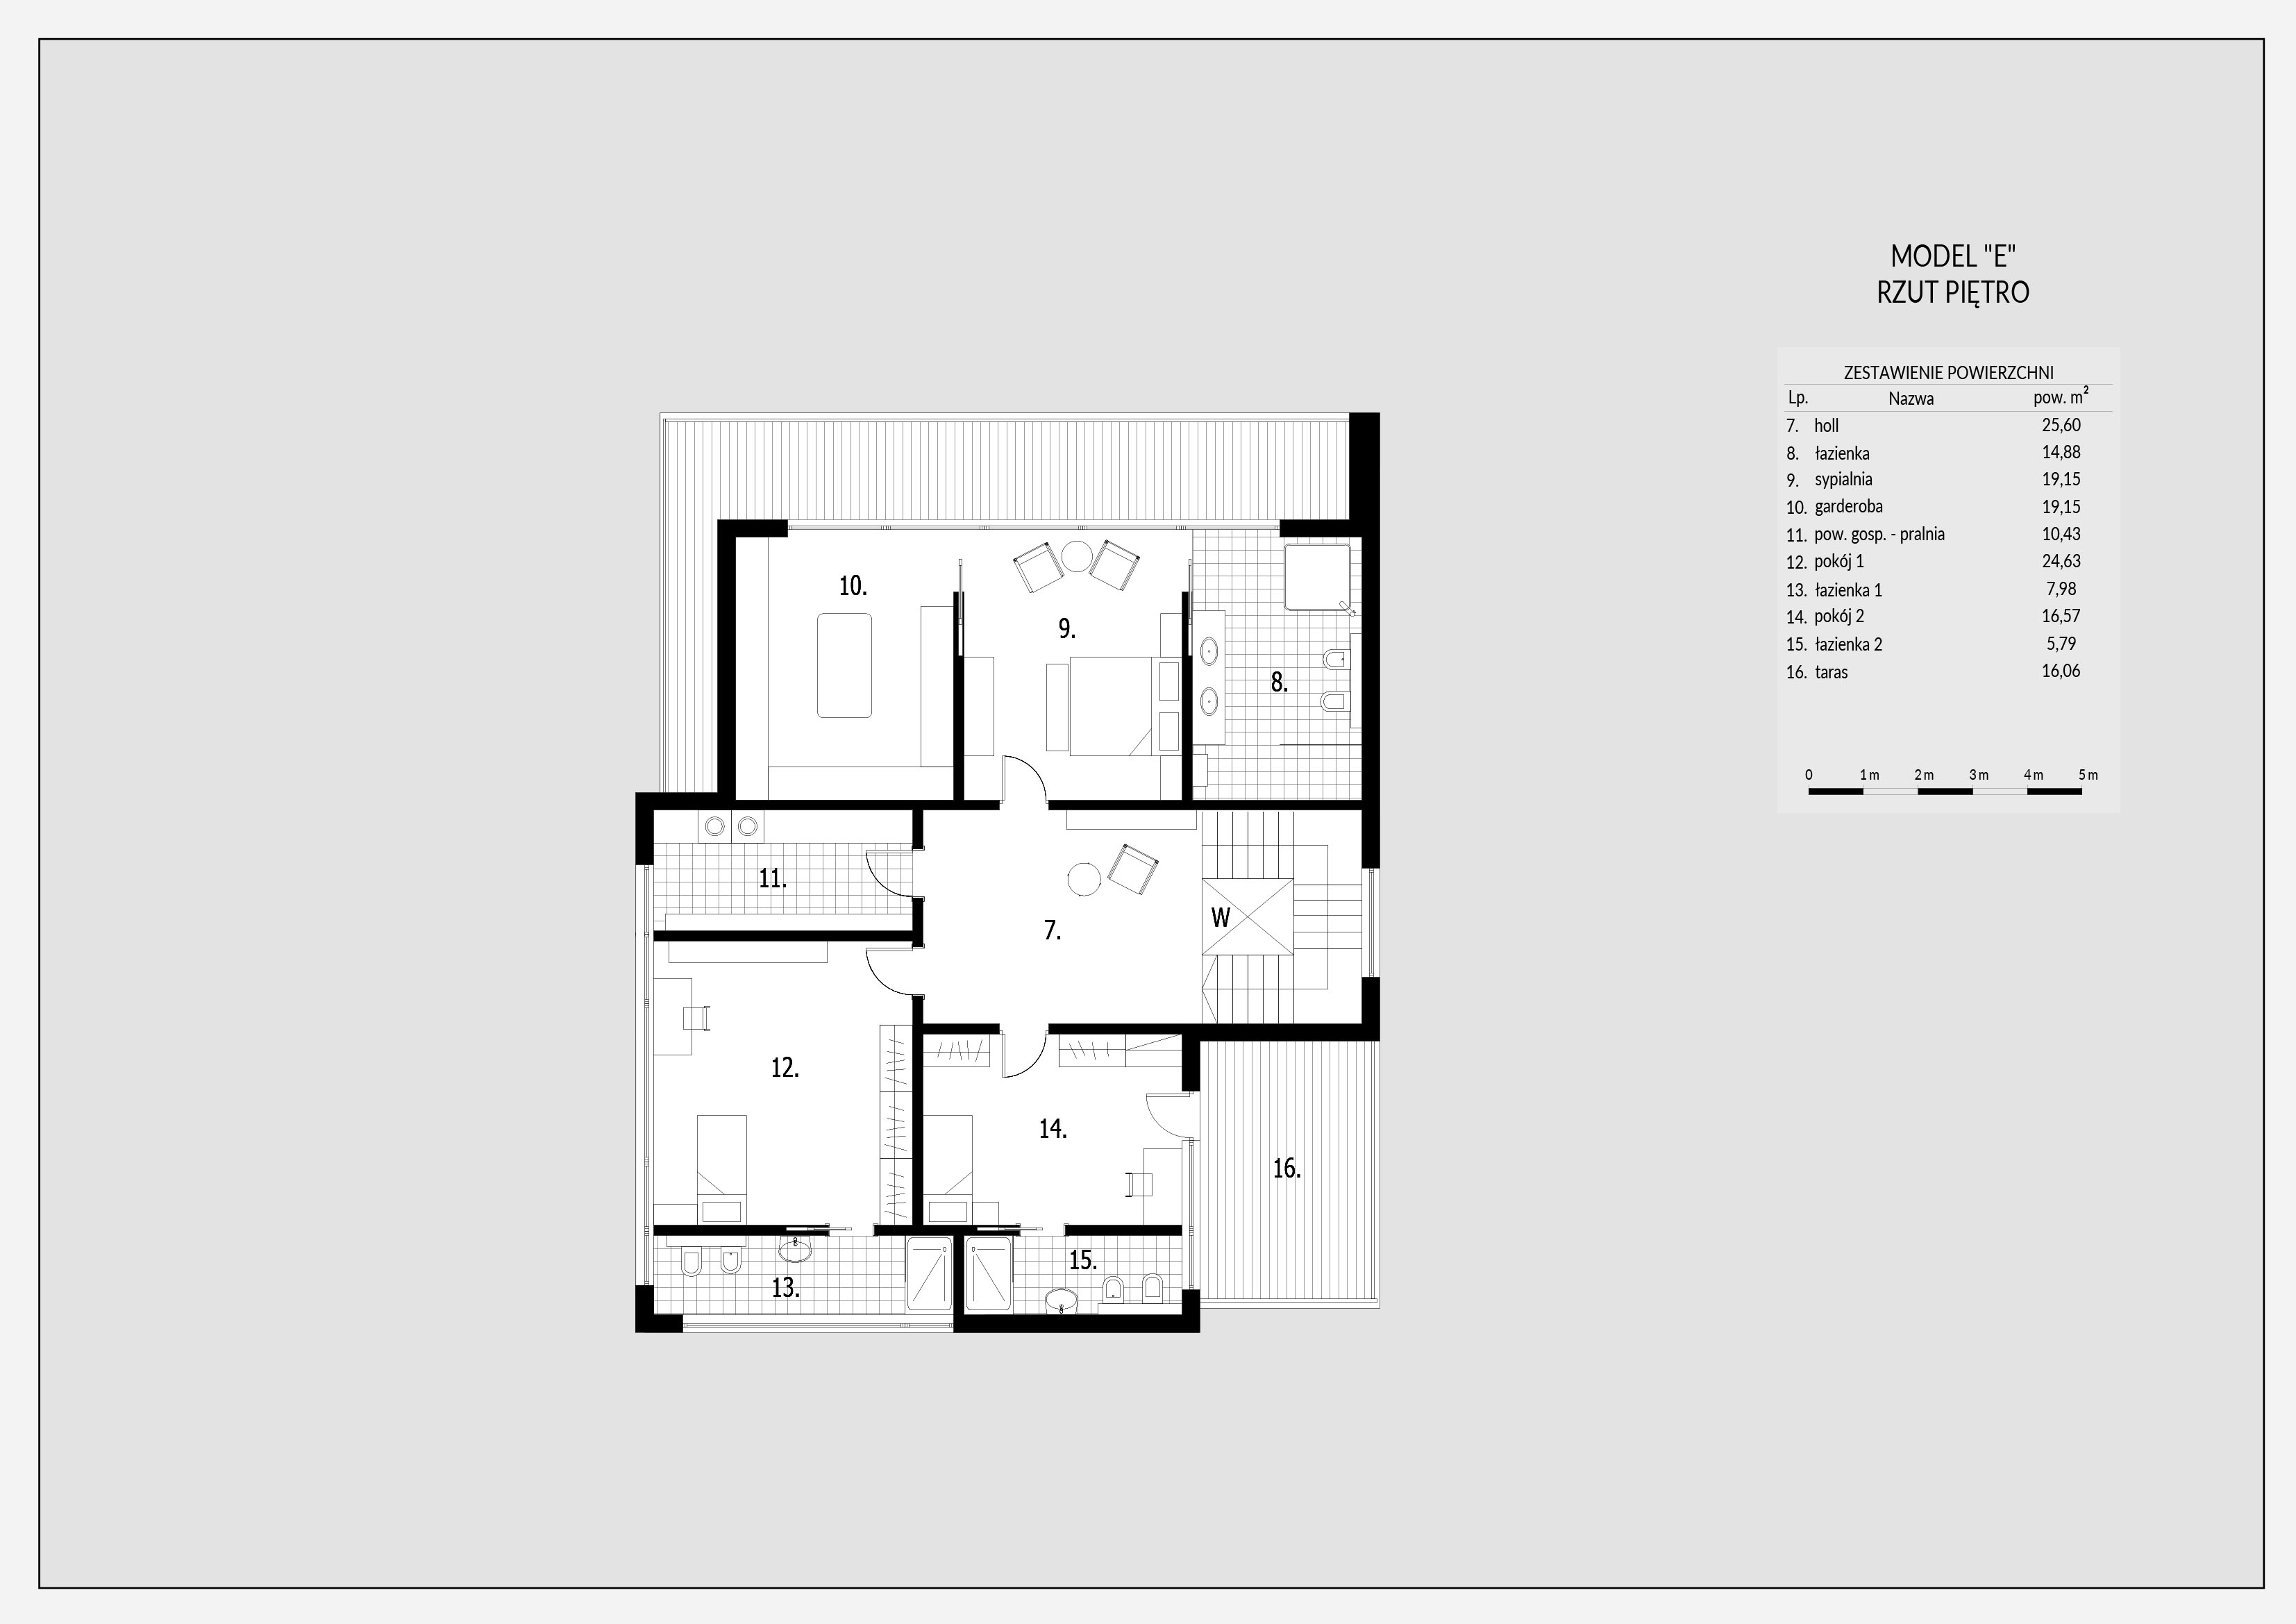 MODEL "E"
RZUT PIĘTRO
ZESTAWIENIE POWIERZCHNI
Lp. Nazwa pow. m²
7. holl 25,60
8. łazienka 14,88
9. sypialnia 19,15
10. garderoba 19,15
11. pow. gosp. - pralnia 10,43
12. pokój 1 24,63
13. łazienka 1 7,98
14. pokój 2 16,57
15. łazienka 2 5,79
16. taras 16,06
0 1 m 2 m 3 m 4 m 5 m
10.
9.
8.
11.
W
7.
12.
14.
16.
15.
13.